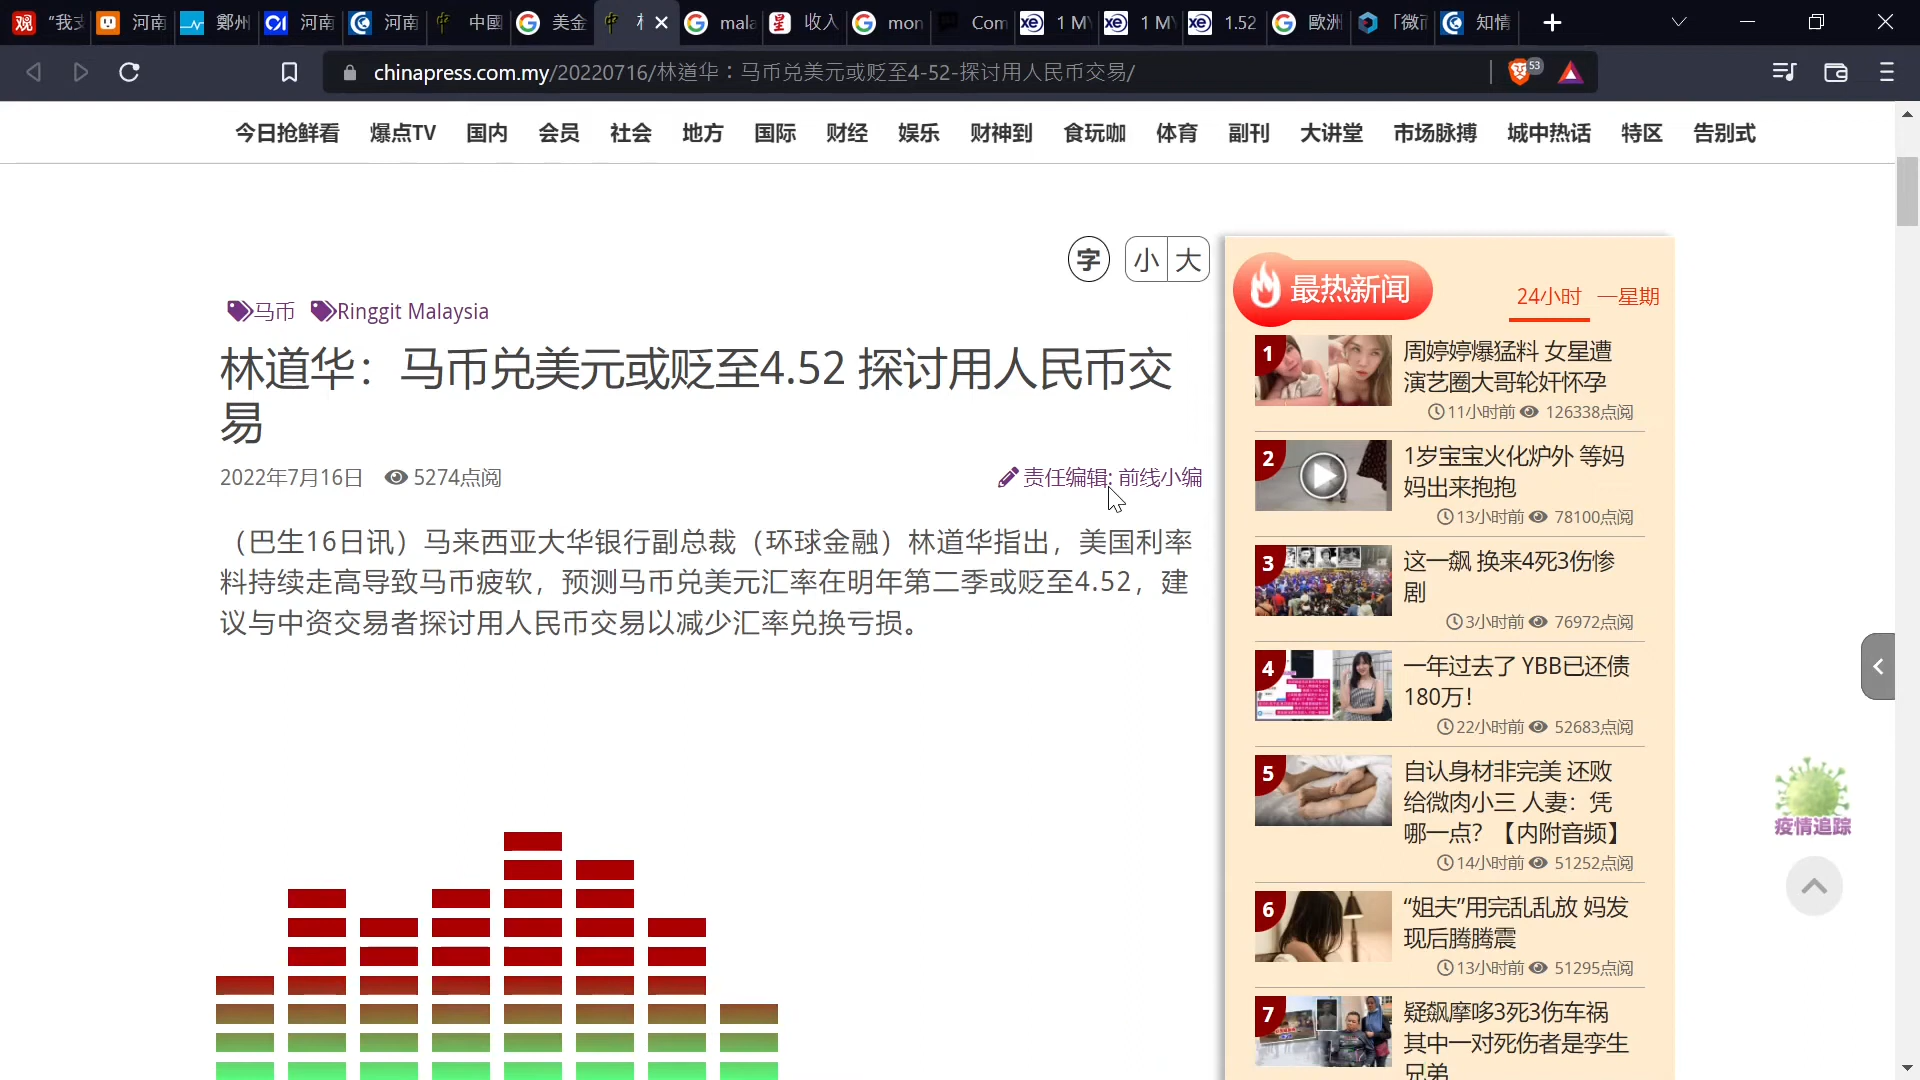 "我支
河南
鄭州
河南
河南
中國
美金
mala
收入
mon
Com
1 MY
1 MY
1.52
歐洲
「微
知情
chinapress.com.my/20220716/林道华:马币兑美元或贬至4-52-探讨用人民币交易/
53
今日抢鲜看 爆点TV 国内 会员 社会 地方 国际 财经 娱乐 财神到 食玩咖 体育 副刊 大讲堂 市场脉搏 城中热话 特区 告别式
字 小 大
马币 Ringgit Malaysia
林道华：马币兑美元或贬至4.52 探讨用人民币交
易
2022年7月16日 5274点阅 责任编辑: 前线小编
（巴生16日讯）马来西亚大华银行副总裁（环球金融）林道华指出，美国利率
料持续走高导致马币疲软，预测马币兑美元汇率在明年第二季或贬至4.52，建
议与中资交易者探讨用人民币交易以减少汇率兑换亏损。
最热新闻 24小时 一星期
1
周婷婷爆猛料 女星遭
演艺圈大哥轮奸怀孕
11小时前 126338点阅
2
1岁宝宝火化炉外 等妈
妈出来抱抱
13小时前 78100点阅
3
这一飙 换来4死3伤惨
剧
3小时前 76972点阅
4
一年过去了 YBB已还债
180万！
22小时前 52683点阅
5
自认身材非完美 还败
给微肉小三 人妻：凭
哪一点？【内附音频】
14小时前 51252点阅
6
“姐夫”用完乱乱放 妈发
现后腾腾震
13小时前 51295点阅
7
疑飙摩哆3死3伤车祸
其中一对死伤者是孪生
兄弟
疫情追踪